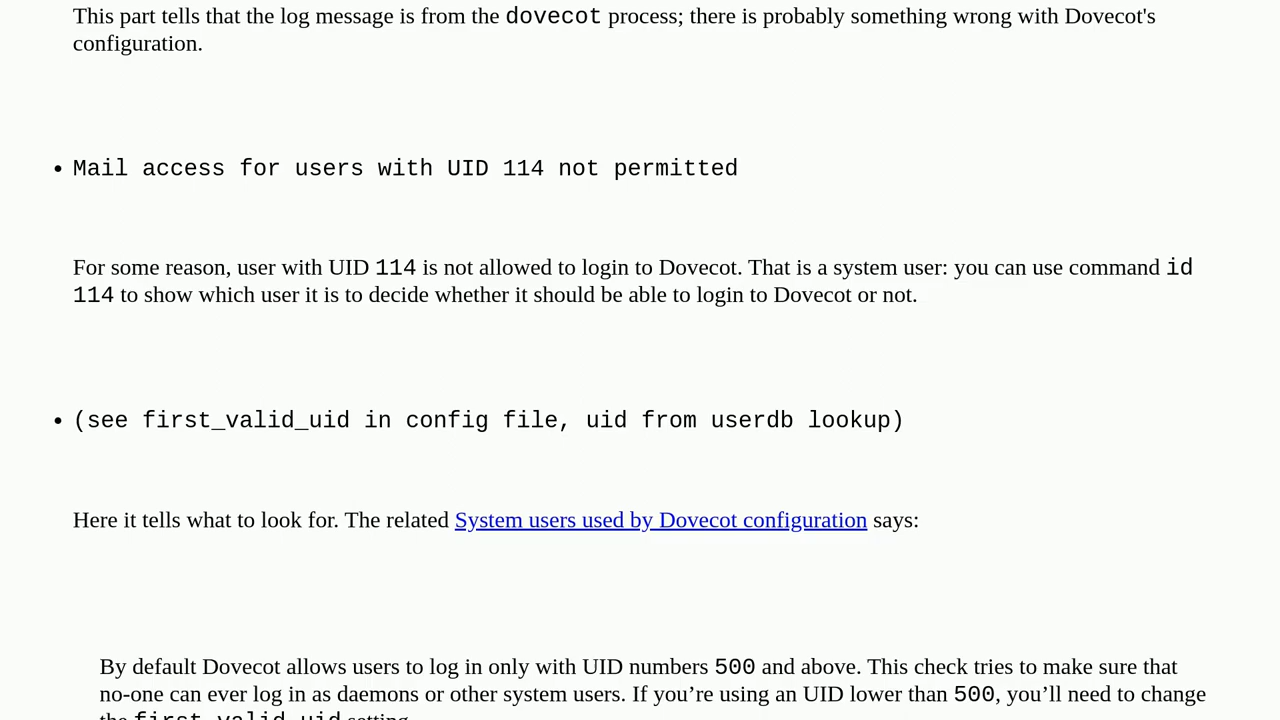 This part tells that the log message is from the dovecot process; there is probably something wrong with Dovecot's
configuration.
• Mail access for users with UID 114 not permitted
For some reason, user with UID 114 is not allowed to login to Dovecot. That is a system user: you can use command id
114 to show which user it is to decide whether it should be able to login to Dovecot or not.
• (see first_valid_uid in config file, uid from userdb lookup)
Here it tells what to look for. The related System users used by Dovecot configuration says:
By default Dovecot allows users to log in only with UID numbers 500 and above. This check tries to make sure that
no-one can ever log in as daemons or other system users. If you’re using an UID lower than 500, you’ll need to change
the first_valid_uid setting.